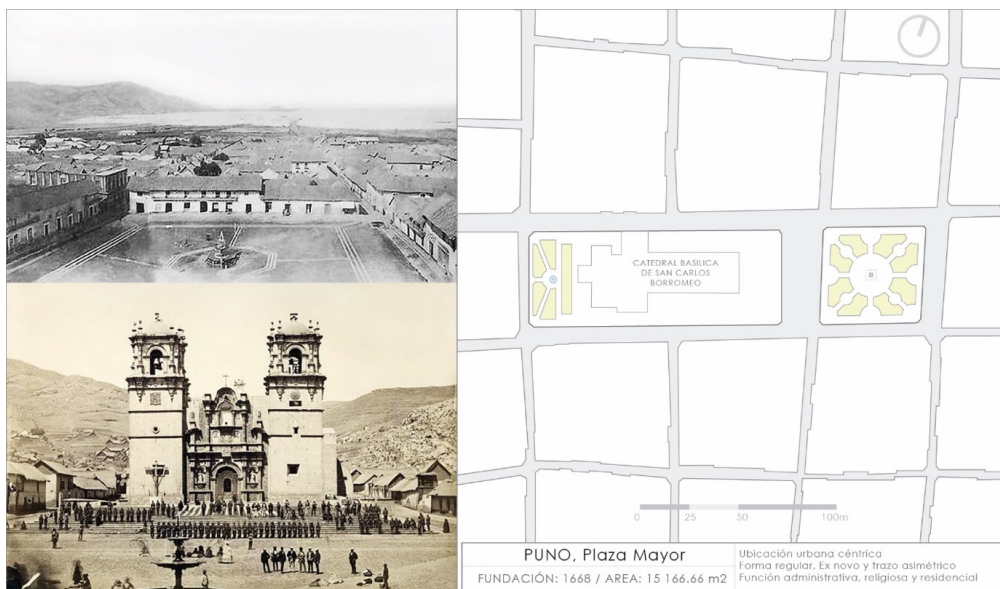 CATEDRAL BASILICA
DE SAN CARLOS
BORROMEO
0 25 50 100m
PUNO, Plaza Mayor
FUNDACIÓN: 1668 / AREA: 15 166.66 m2
Ubicación urbana céntrica
Forma regular, Ex novo y trazo asimétrico
Función administrativa, religiosa y residencial